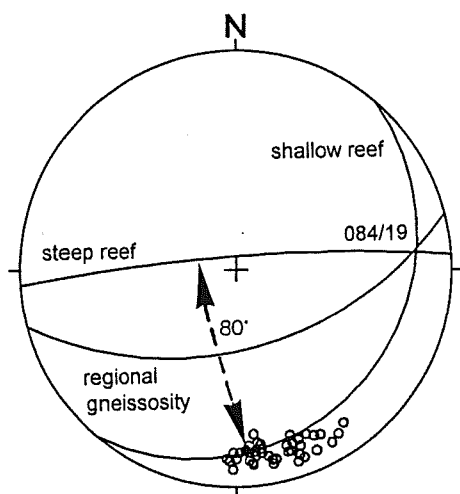 N
shallow reef
084/19
steep reef
80°
regional
gneissosity